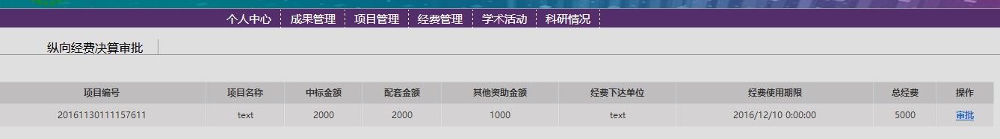 个人中心 成果管理 项目管理 经费管理 学术活动 科研情况
纵向经费决算审批
项目编号 项目名称 中标金额 配套金额 其他资助金额 经费下达单位 经费使用期限 总经费 操作
20161130111157611 text 2000 2000 1000 text 2016/12/10 0:00:00 5000 审批